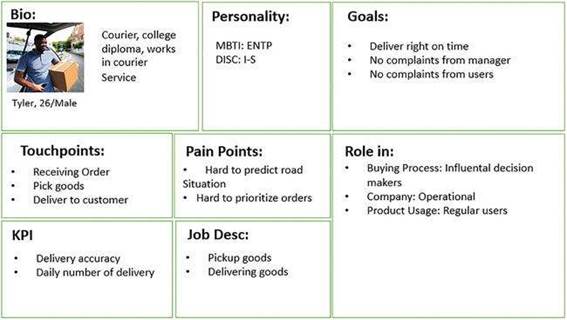 Bio:
Courier, college
diploma, works
in courier
Service
Tyler, 26/Male
Personality:
MBTI: ENTP
DISC: I-S
Goals:
• Deliver right on time
• No complaints from manager
• No complaints from users
Touchpoints:
• Receiving Order
• Pick goods
• Deliver to customer
Pain Points:
• Hard to predict road
Situation
• Hard to prioritize orders
Role in:
• Buying Process: Influental decision
makers
• Company: Operational
• Product Usage: Regular users
KPI
• Delivery accuracy
• Daily number of delivery
Job Desc:
• Pickup goods
• Delivering goods